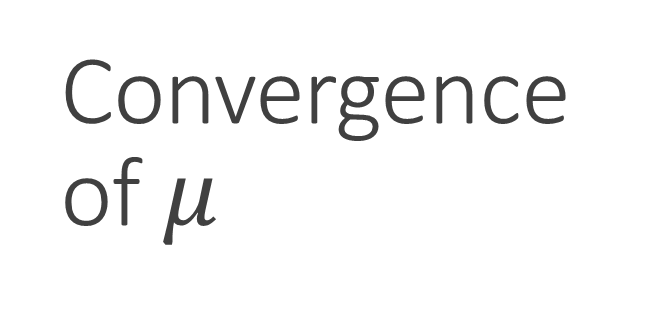 Convergence
of μ